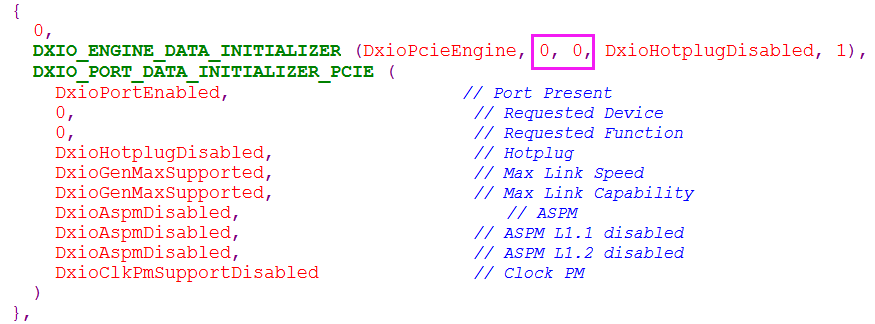 {
0,
DXIO_ENGINE_DATA_INITIALIZER (DxioPcieEngine, 0, 0, DxioHotplugDisabled, 1),
DXIO_PORT_DATA_INITIALIZER_PCIE (
DxioPortEnabled, // Port Present
0, // Requested Device
0, // Requested Function
DxioHotplugDisabled, // Hotplug
DxioGenMaxSupported, // Max Link Speed
DxioGenMaxSupported, // Max Link Capability
DxioAspmDisabled, // ASPM
DxioAspmDisabled, // ASPM L1.1 disabled
DxioAspmDisabled, // ASPM L1.2 disabled
DxioClkPmSupportDisabled // Clock PM
)
},